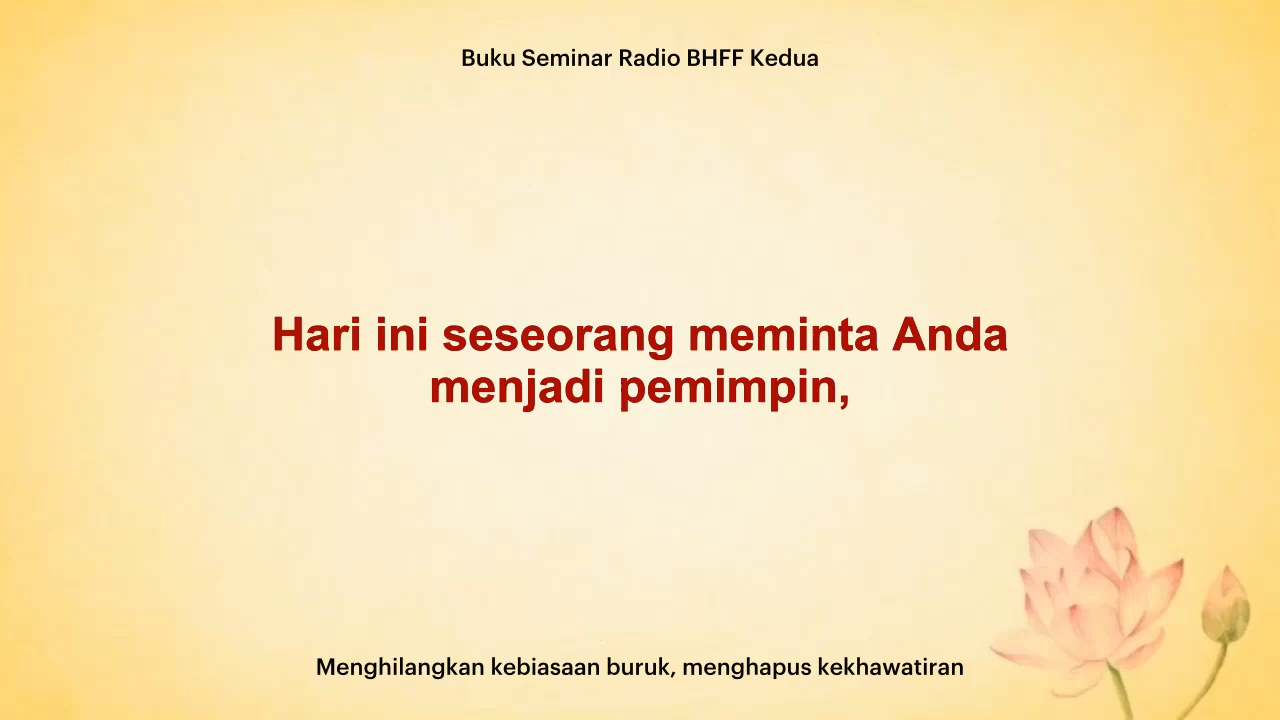 Buku Seminar Radio BHFF Kedua
Hari ini seseorang meminta Anda
menjadi pemimpin,
Menghilangkan kebiasaan buruk, menghapus kekhawatiran